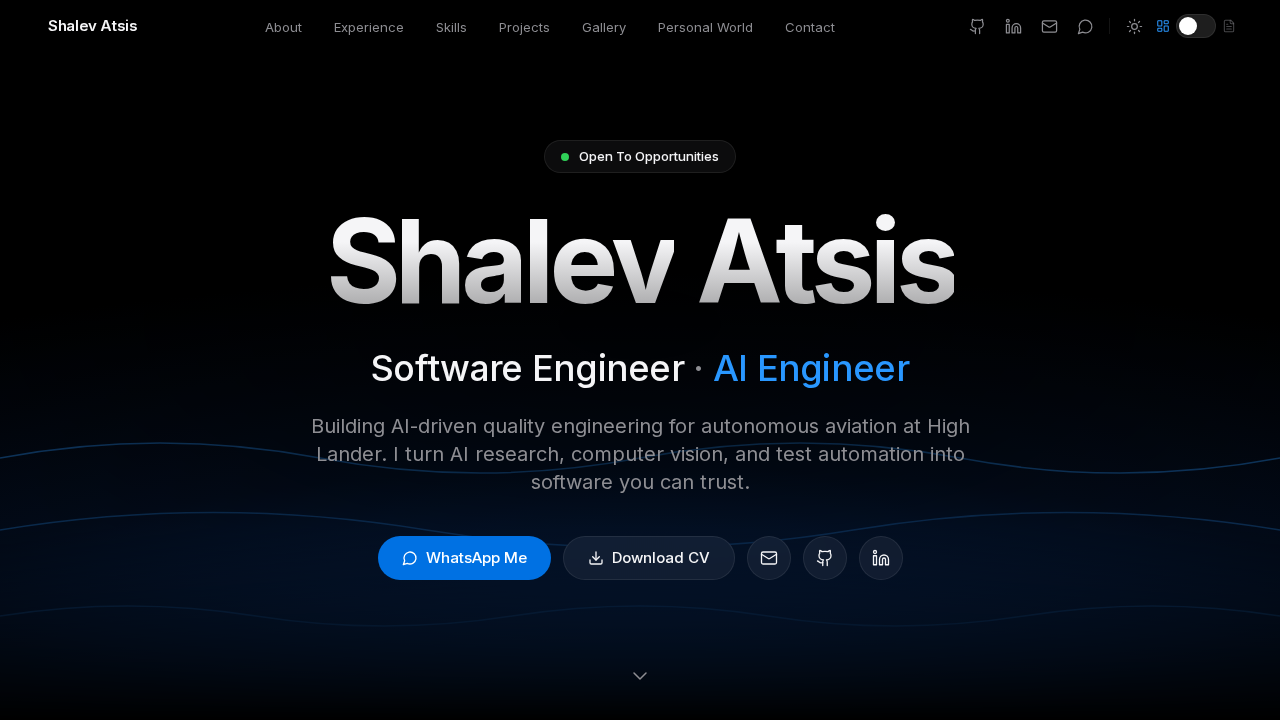 Shalev Atsis
About
Experience
Skills
Projects
Gallery
Personal World
Contact
Open To Opportunities
Shalev Atsis
Software Engineer · AI Engineer
Building AI-driven quality engineering for autonomous aviation at High
Lander. I turn AI research, computer vision, and test automation into
software you can trust.
WhatsApp Me
Download CV